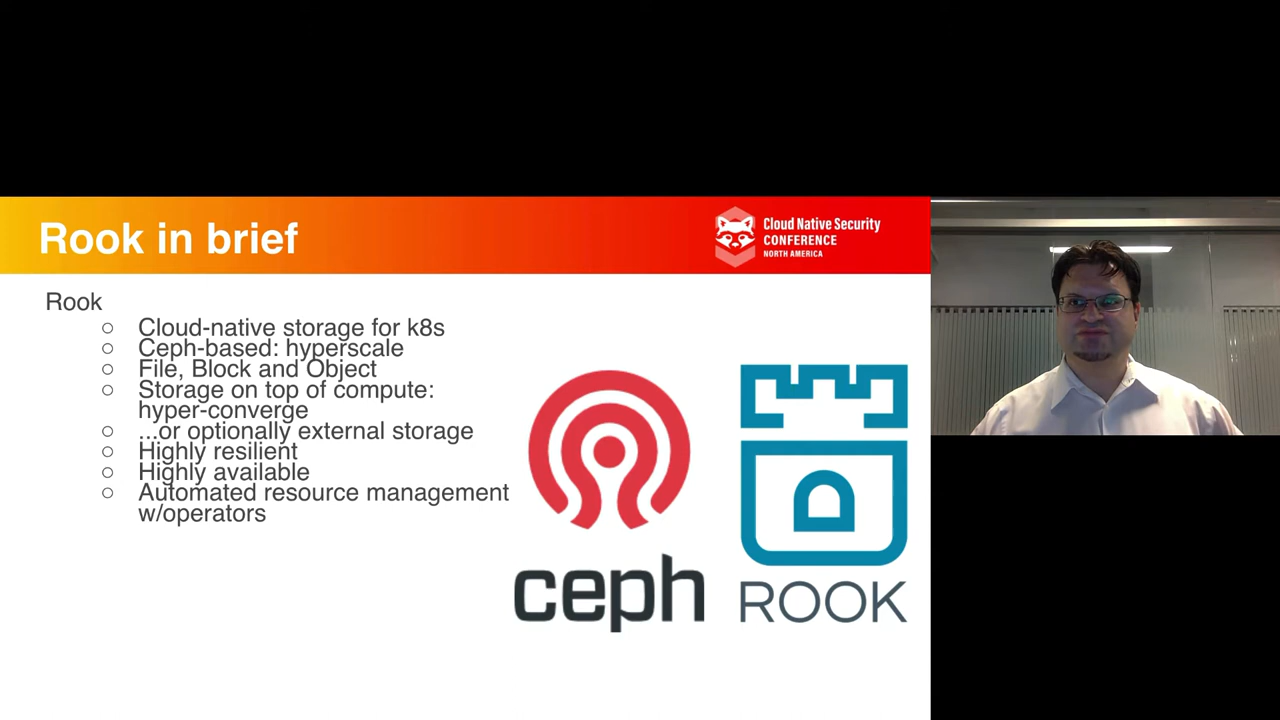 Rook in brief
Cloud Native Security
CONFERENCE
NORTH AMERICA
Rook
○ Cloud-native storage for k8s
○ Ceph-based: hyperscale
○ File, Block and Object
○ Storage on top of compute:
hyper-converge
○ ...or optionally external storage
○ Highly resilient
○ Highly available
○ Automated resource management
w/operators
ceph
ROOK